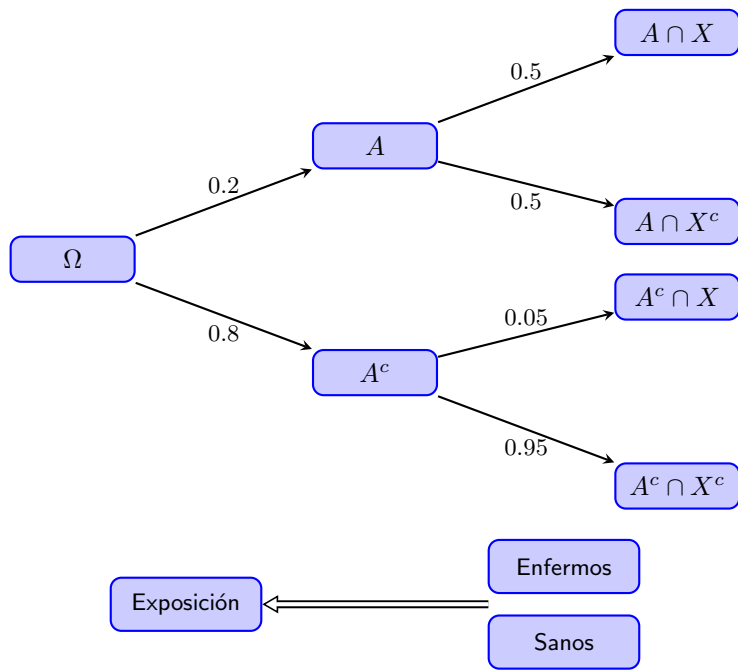 A ∩ X
0.5
A
0.2
0.5
A ∩ X^c
Ω
A^c ∩ X
0.05
0.8
A^c
0.95
A^c ∩ X^c
Enfermos
Exposición
Sanos